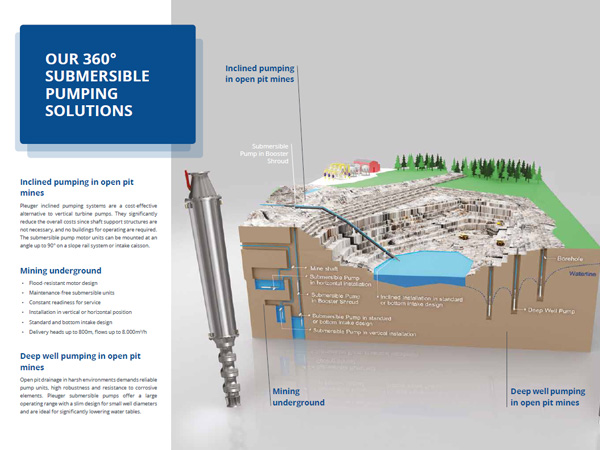 OUR 360°
SUBMERSIBLE
PUMPING
SOLUTIONS
Inclined pumping in open pit
mines
Pleuger inclined pumping systems are a cost-effective
alternative to vertical turbine pumps. They significantly
reduce the overall costs since shaft support structures are
not necessary, and no buildings for operating are required.
The submersible pump motor units can be mounted at an
angle up to 90° on a slope rail system or intake caisson.
Mining underground
• Flood-resistant motor design
• Maintenance-free submersible units
• Constant readiness for service
• Installation in vertical or horizontal position
• Standard and bottom intake design
• Delivery heads up to 800m, flows up to 8.000m³/h
Deep well pumping in open pit
mines
Open pit drainage in harsh environments demands reliable
pump units, high robustness and resistance to corrosive
elements. Pleuger submersible pumps offer a large
operating range with a slim design for small well diameters
and are ideal for significantly lowering water tables.
Inclined pumping
in open pit mines
Submersible
Pump in Booster
Shroud
Mine shaft
Submersible Pump
in horizontal installation
Submersible Pump
in Booster Shroud
Submersible Pump in standard
or bottom intake design
Submersible Pump in vertical installation
Inclined installation in standard
or bottom intake design
Borehole
Waterline
Deep Well Pump
Mining
underground
Deep well pumping
in open pit mines